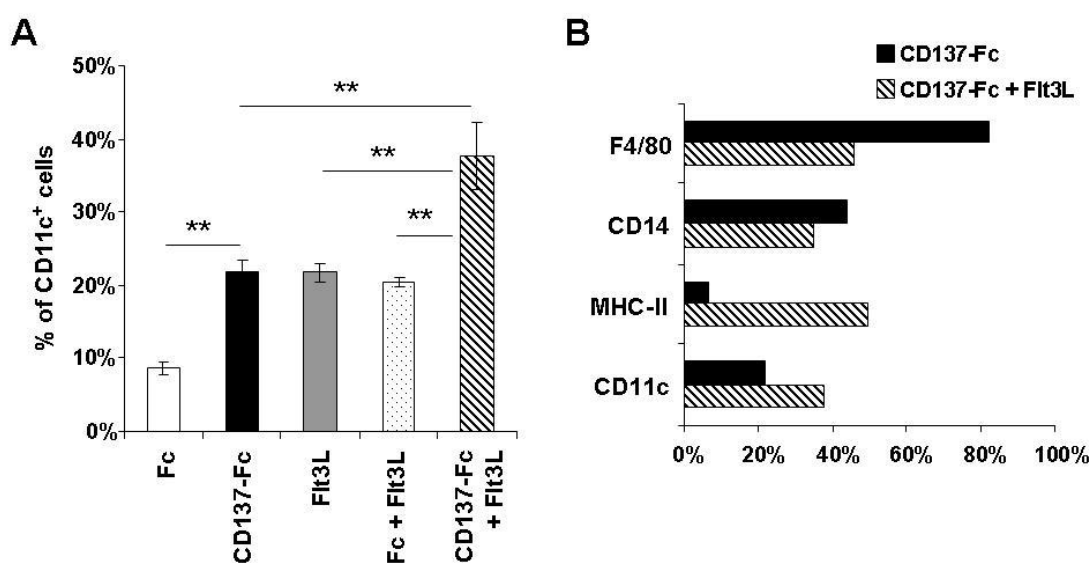 A
% of CD11c⁺ cells
50%
40%
30%
20%
10%
0%
**
**
**
**
Fc
CD137-Fc
Flt3L
Fc + Flt3L
CD137-Fc
+ Flt3L
B
CD137-Fc
CD137-Fc + Flt3L
F4/80
CD14
MHC-II
CD11c
0% 20% 40% 60% 80% 100%